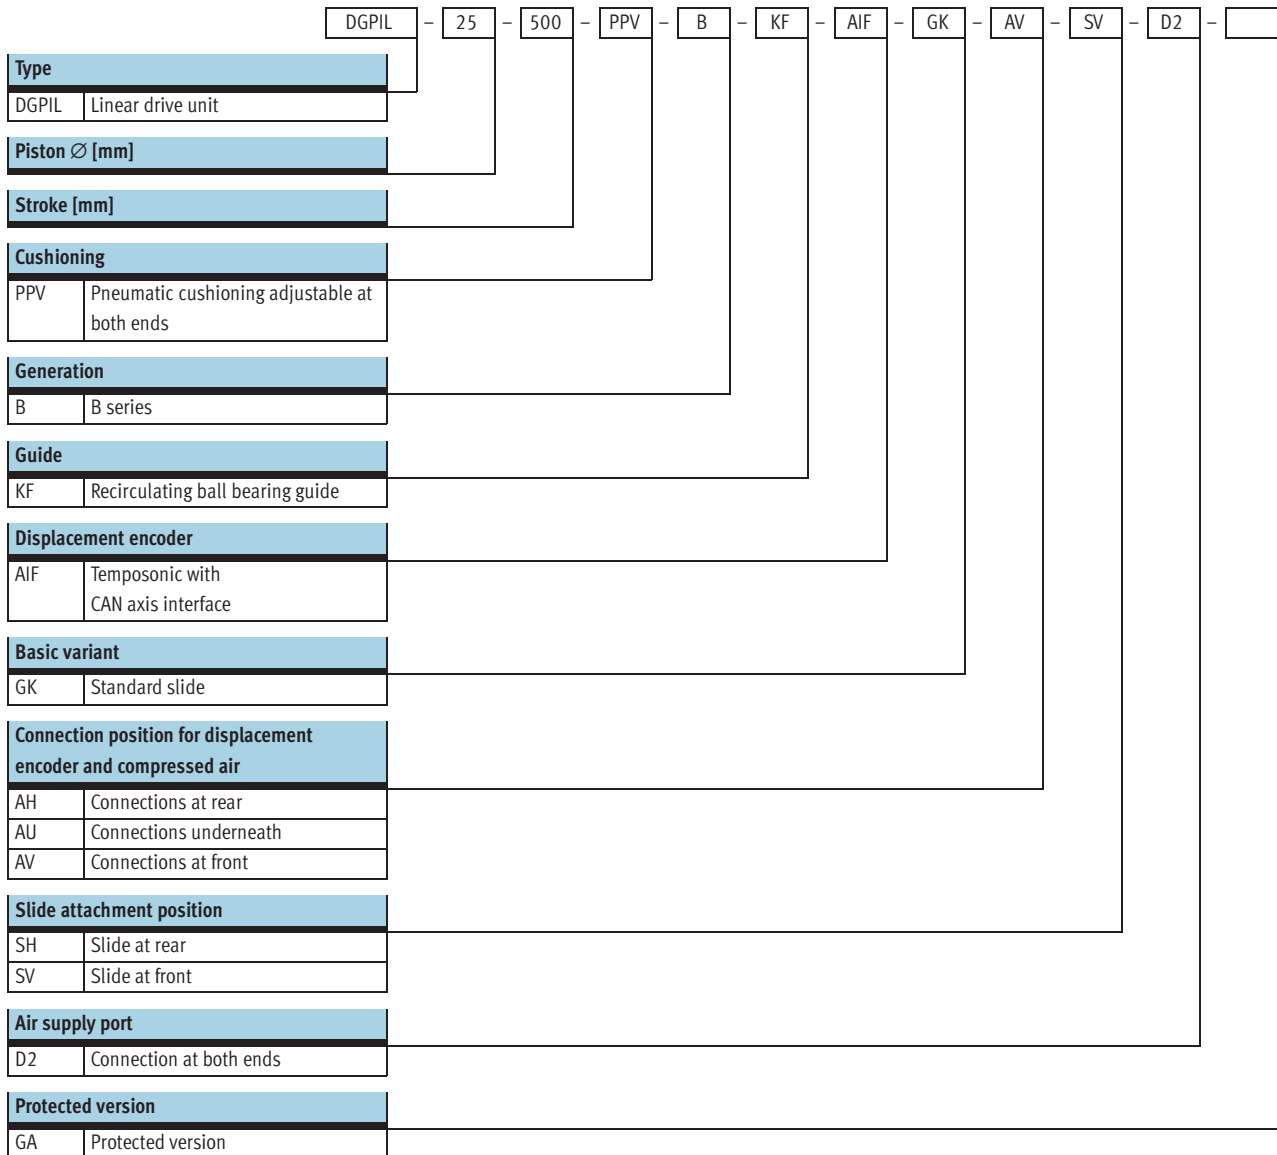 DGPIL – 25 – 500 – PPV – B – KF – AIF – GK – AV – SV – D2 –
Type
DGPIL Linear drive unit
Piston ∅ [mm]
Stroke [mm]
Cushioning
PPV Pneumatic cushioning adjustable at
both ends
Generation
B B series
Guide
KF Recirculating ball bearing guide
Displacement encoder
AIF Temposonic with
CAN axis interface
Basic variant
GK Standard slide
Connection position for displacement
encoder and compressed air
AH Connections at rear
AU Connections underneath
AV Connections at front
Slide attachment position
SH Slide at rear
SV Slide at front
Air supply port
D2 Connection at both ends
Protected version
GA Protected version